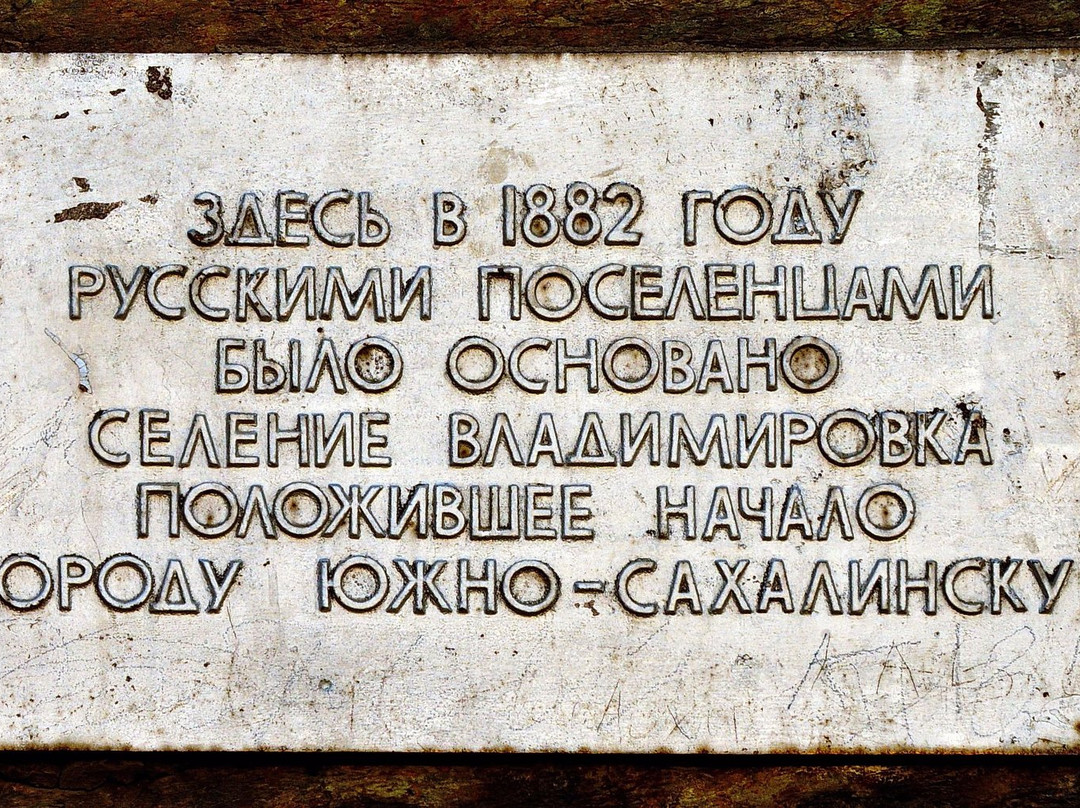 ЗДЕСЬ В 1882 ГОДУ
РУССКИМИ ПОСЕЛЕНЦАМИ
БЫЛО ОСНОВАНО
СЕЛЕНИЕ ВЛАДИМИРОВКА
ПОЛОЖИВШЕЕ НАЧАЛО
ОРОДУ ЮЖНО-САХАЛИНСКУ